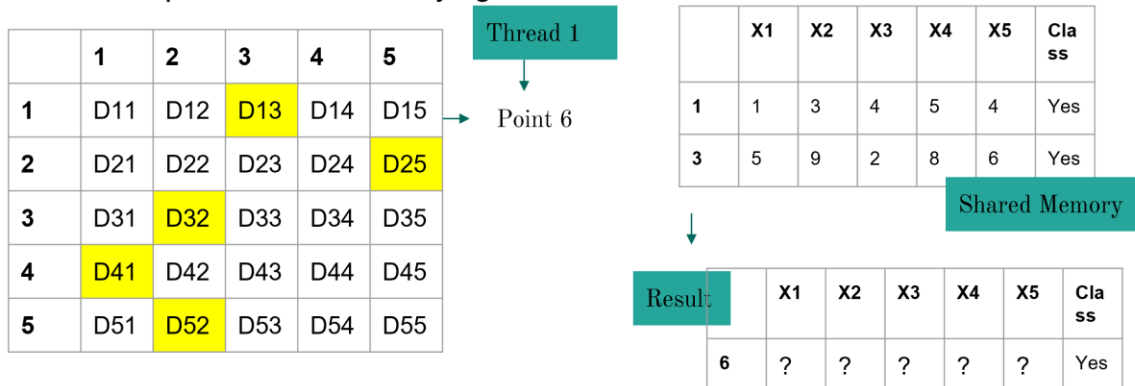 1 2 3 4 5
1 D11 D12 D13 D14 D15
2 D21 D22 D23 D24 D25
3 D31 D32 D33 D34 D35
4 D41 D42 D43 D44 D45
5 D51 D52 D53 D54 D55
Thread 1
Point 6
X1 X2 X3 X4 X5 Cla
ss
1 1 3 4 5 4 Yes
3 5 9 2 8 6 Yes
Shared Memory
Result
X1 X2 X3 X4 X5 Cla
ss
6 ? ? ? ? ? Yes